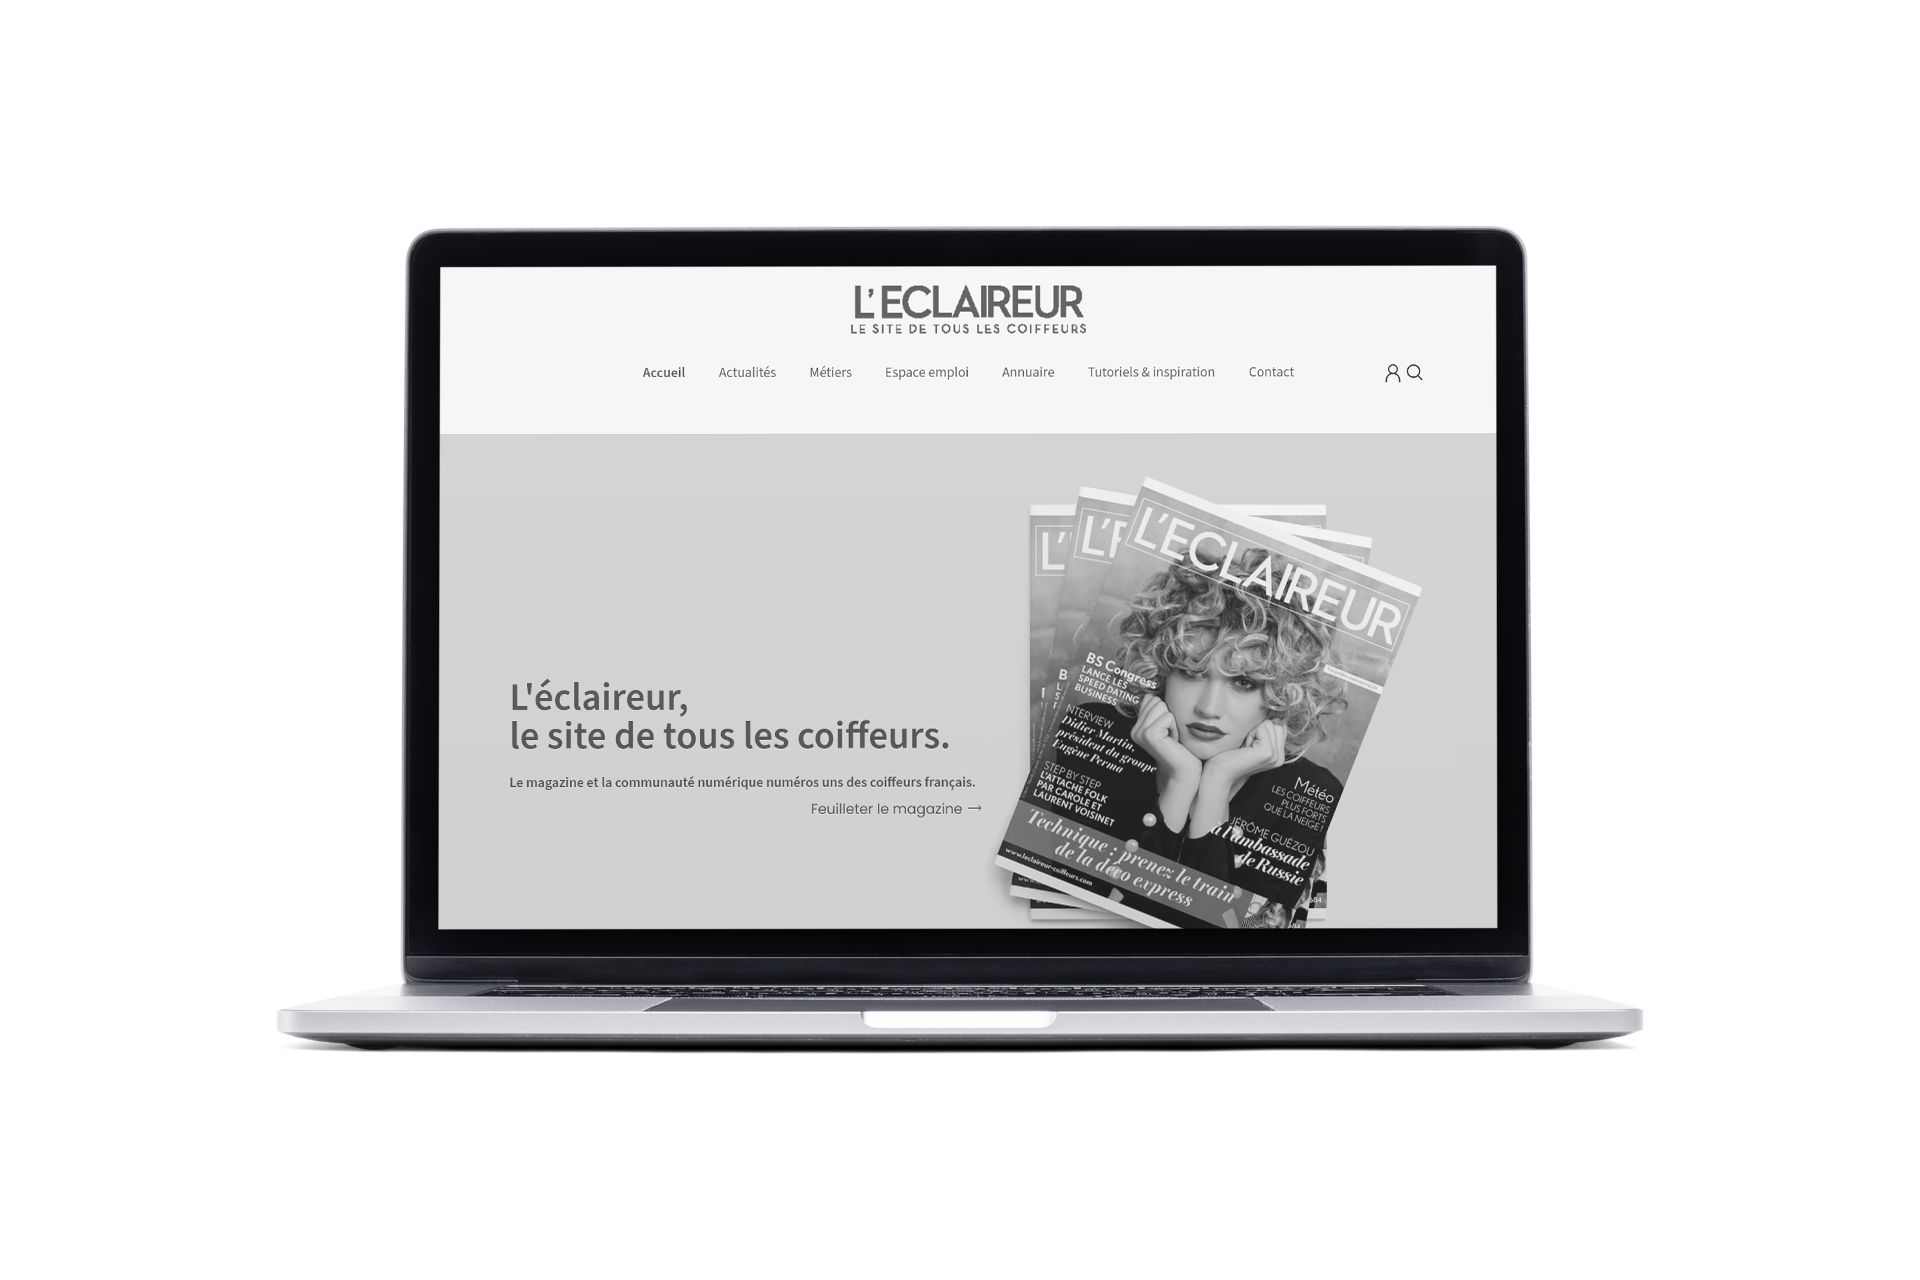 L'ECLAIREUR
LE SITE DE TOUS LES COIFFEURS
Accueil Actualités Métiers Espace emploi Annuaire Tutoriels & inspiration Contact
L'éclaireur,
le site de tous les coiffeurs.
Le magazine et la communauté numérique numéros uns des coiffeurs français.
Feuilleter le magazine →
L'
L'E
L'ECLAIREUR
BS Congress
LANCE LES
SPEED DATING
BUSINESS
INTERVIEW
Didier Martin,
président du groupe
Eugène Perma
STEP BY STEP
L'ATTACHE FOLK
PAR CAROLE ET
LAURENT VOISINET
Météo
LES COIFFEURS
PLUS FORTS
QUE LA NEIGE !
JÉRÔME GUÉZOU
à l'ambassade
de Russie
Technique : prenez le train
de la déco express
www.leclaireur-coiffeurs.com